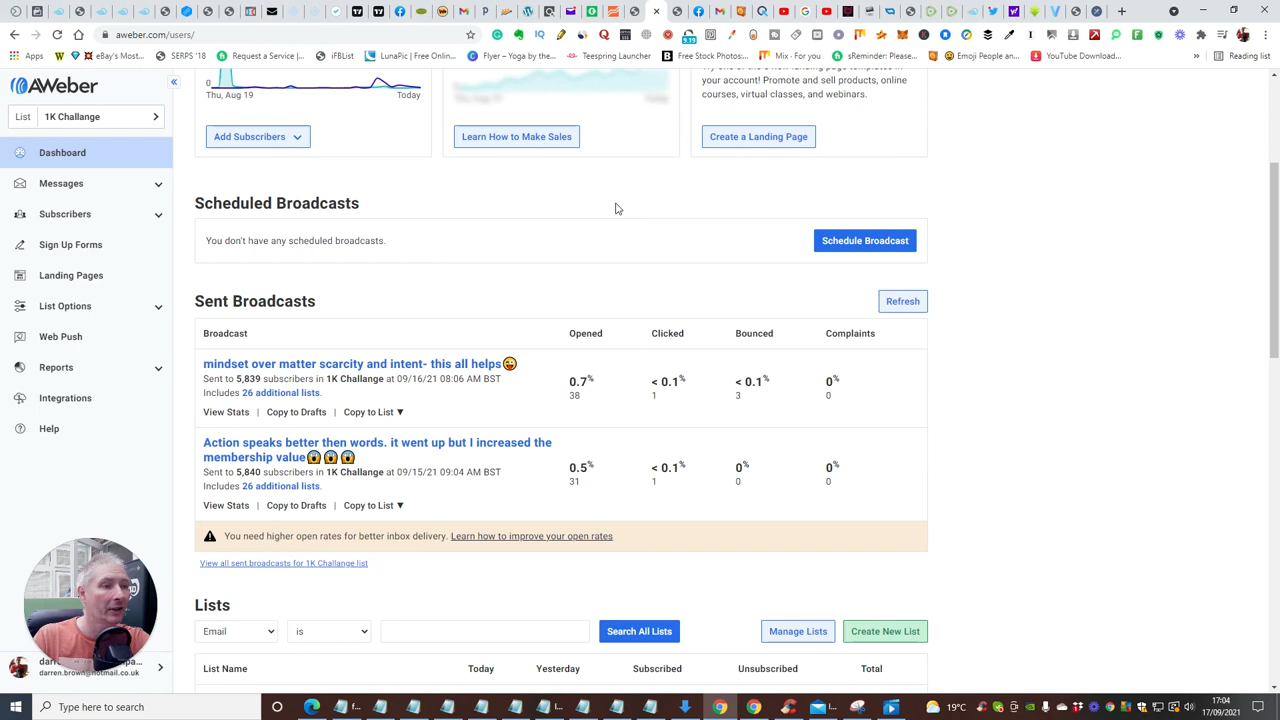 aweber.com/users/
Apps
eBay's Most...
SERPS '19
Request a Service |...
iFBList
LunaPic | Free Onlin...
Flyer – Yoga by the...
Teespring Launcher
Free Stock Photos:...
Mix - For you
sReminder: Please...
Emoji People and...
YouTube Download...
»
Reading list
AWeber
List 1K Challange
Dashboard
Messages
Subscribers
Sign Up Forms
Landing Pages
List Options
Web Push
Reports
Integrations
Help
darren.brown@hotmail.co.uk
0
Thu, Aug 19 Today
Add Subscribers
Learn How to Make Sales
your account! Promote and sell products, online
courses, virtual classes, and webinars.
Create a Landing Page
Scheduled Broadcasts
You don't have any scheduled broadcasts.
Schedule Broadcast
Sent Broadcasts
Refresh
Broadcast Opened Clicked Bounced Complaints
mindset over matter scarcity and intent- this all helps😜
Sent to 5,839 subscribers in 1K Challange at 09/16/21 08:06 AM BST
Includes 26 additional lists.
View Stats | Copy to Drafts | Copy to List ▼
0.7% < 0.1% < 0.1% 0%
38 1 3 0
Action speaks better then words. it went up but I increased the
membership value😱😱😱
Sent to 5,840 subscribers in 1K Challange at 09/15/21 09:04 AM BST
Includes 26 additional lists.
View Stats | Copy to Drafts | Copy to List ▼
0.5% < 0.1% 0% 0%
31 1 0 0
You need higher open rates for better inbox delivery. Learn how to improve your open rates
View all sent broadcasts for 1K Challange list
Lists
Email is Search All Lists Manage Lists Create New List
List Name Today Yesterday Subscribed Unsubscribed Total
Type here to search
19°C
17:04
17/09/2021